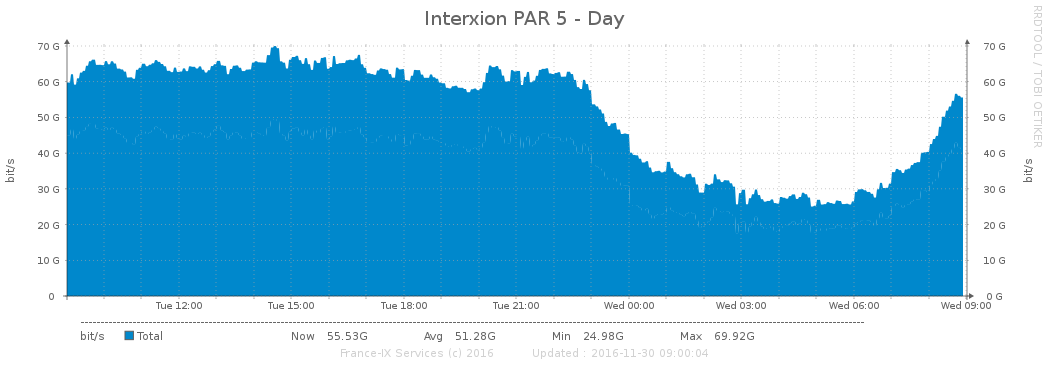 Interxion PAR 5 - Day
RRDTOOL / TOBI OETIKER
70 G 70 G
60 G 60 G
50 G 50 G
40 G 40 G
30 G 30 G
20 G 20 G
10 G 10 G
0 0 G
bit/s bit/s
Tue 12:00 Tue 15:00 Tue 18:00 Tue 21:00 Wed 00:00 Wed 03:00 Wed 06:00 Wed 09:00
bit/s Total Now 55.53G Avg 51.28G Min 24.98G Max 69.92G
France-IX Services (c) 2016 Updated : 2016-11-30 09:00:04